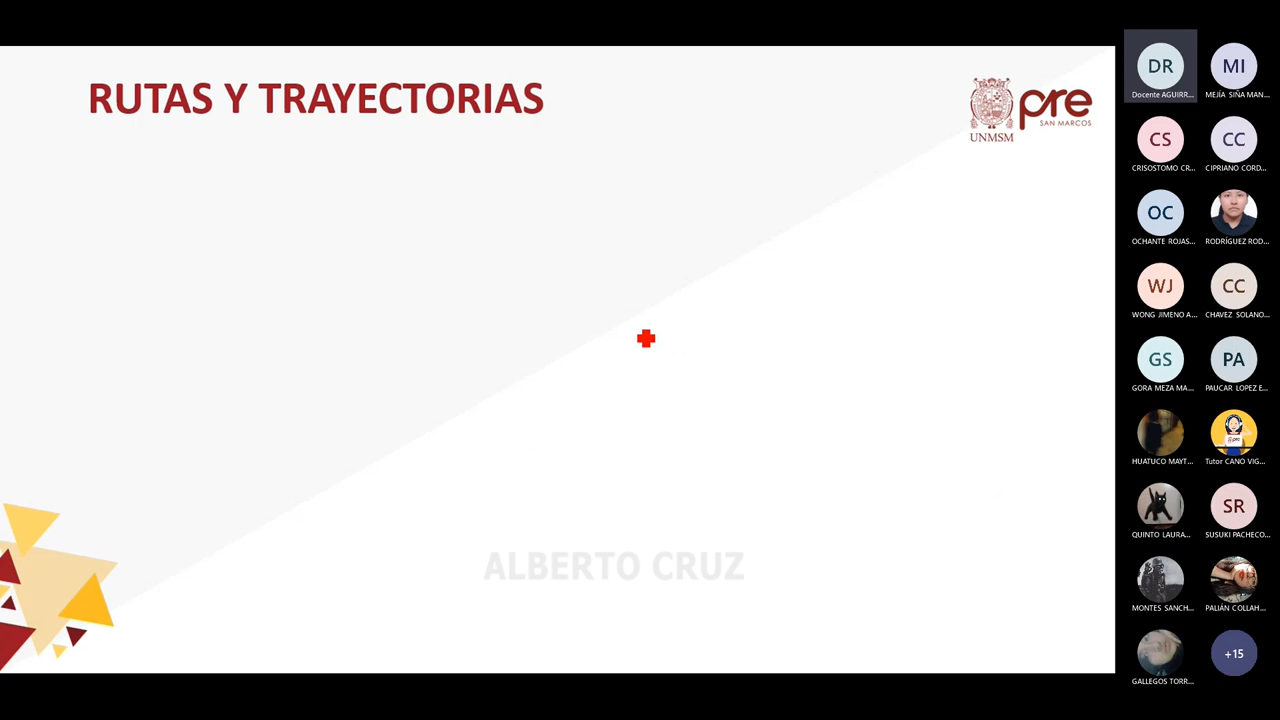 RUTAS Y TRAYECTORIAS
UNMSM
pre
SAN MARCOS
ALBERTO CRUZ
DR
Docente AGUIRR...
MI
MEJÍA SIÑA MAN...
CS
CRISOSTOMO CR...
CC
CIPRIANO CORD...
OC
OCHANTE ROJAS...
RODRÍGUEZ ROD...
WJ
WONG JIMENO A...
CC
CHAVEZ SOLANO...
GS
GORA MEZA MA...
PA
PAUCAR LOPEZ E...
HUATUCO MAYT...
Tutor CANO VIG...
QUINTO LAURA...
SR
SUSUKI PACHECO...
MONTES SANCH...
PALIÁN COLLAH...
GALLEGOS TORR...
+15